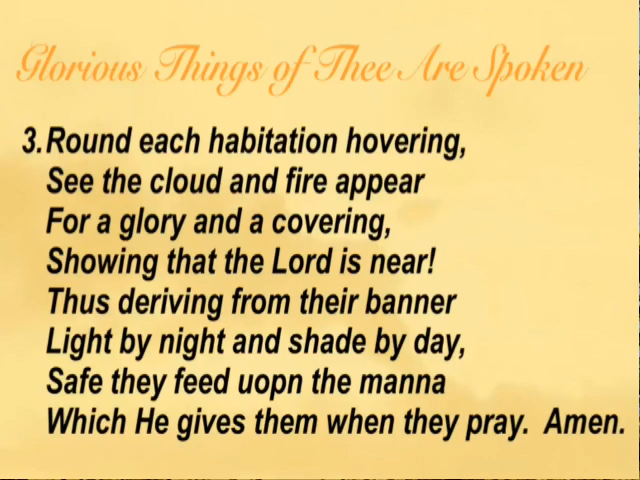 Glorious Things of Thee Are Spoken
3.Round each habitation hovering,
See the cloud and fire appear
For a glory and a covering,
Showing that the Lord is near!
Thus deriving from their banner
Light by night and shade by day,
Safe they feed uopn the manna
Which He gives them when they pray.  Amen.